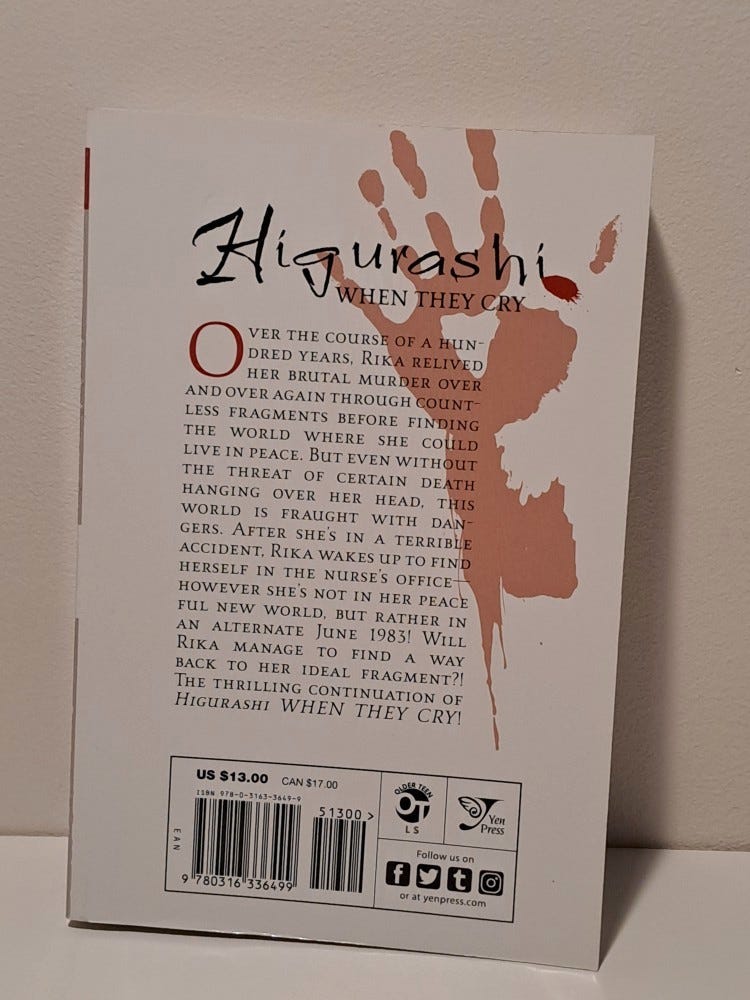 Higurashi
WHEN THEY CRY
OVER THE COURSE OF A HUN-
DRED YEARS, RIKA RELIVED
HER BRUTAL MURDER OVER
AND OVER AGAIN THROUGH COUNT-
LESS FRAGMENTS BEFORE FINDING
THE WORLD WHERE SHE COULD
LIVE IN PEACE. BUT EVEN WITHOUT
THE THREAT OF CERTAIN DEATH
HANGING OVER HER HEAD, THIS
WORLD IS FRAUGHT WITH DAN-
GERS. AFTER SHE'S IN A TERRIBLE
ACCIDENT, RIKA WAKES UP TO FIND
HERSELF IN THE NURSE'S OFFICE—
HOWEVER SHE'S NOT IN HER PEACE
FUL NEW WORLD, BUT RATHER IN
AN ALTERNATE JUNE 1983! WILL
RIKA MANAGE TO FIND A WAY
BACK TO HER IDEAL FRAGMENT?!
THE THRILLING CONTINUATION OF
HIGURASHI WHEN THEY CRY!
US $13.00 CAN $17.00
ISBN 978-0-3163-3649-9
51300 >
EAN
9 780316 336499
OLDER TEEN
OT
L S
Yen
Press
Follow us on
or at yenpress.com